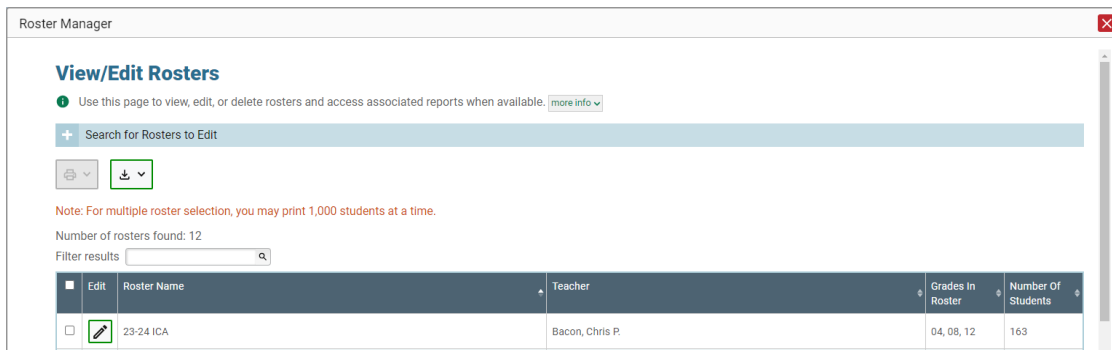 Roster Manager
View/Edit Rosters
Use this page to view, edit, or delete rosters and access associated reports when available. more info
Search for Rosters to Edit
Note: For multiple roster selection, you may print 1,000 students at a time.
Number of rosters found: 12
Filter results
Edit Roster Name Teacher Grades In Roster Number Of Students
23-24 ICA Bacon, Chris P. 04, 08, 12 163